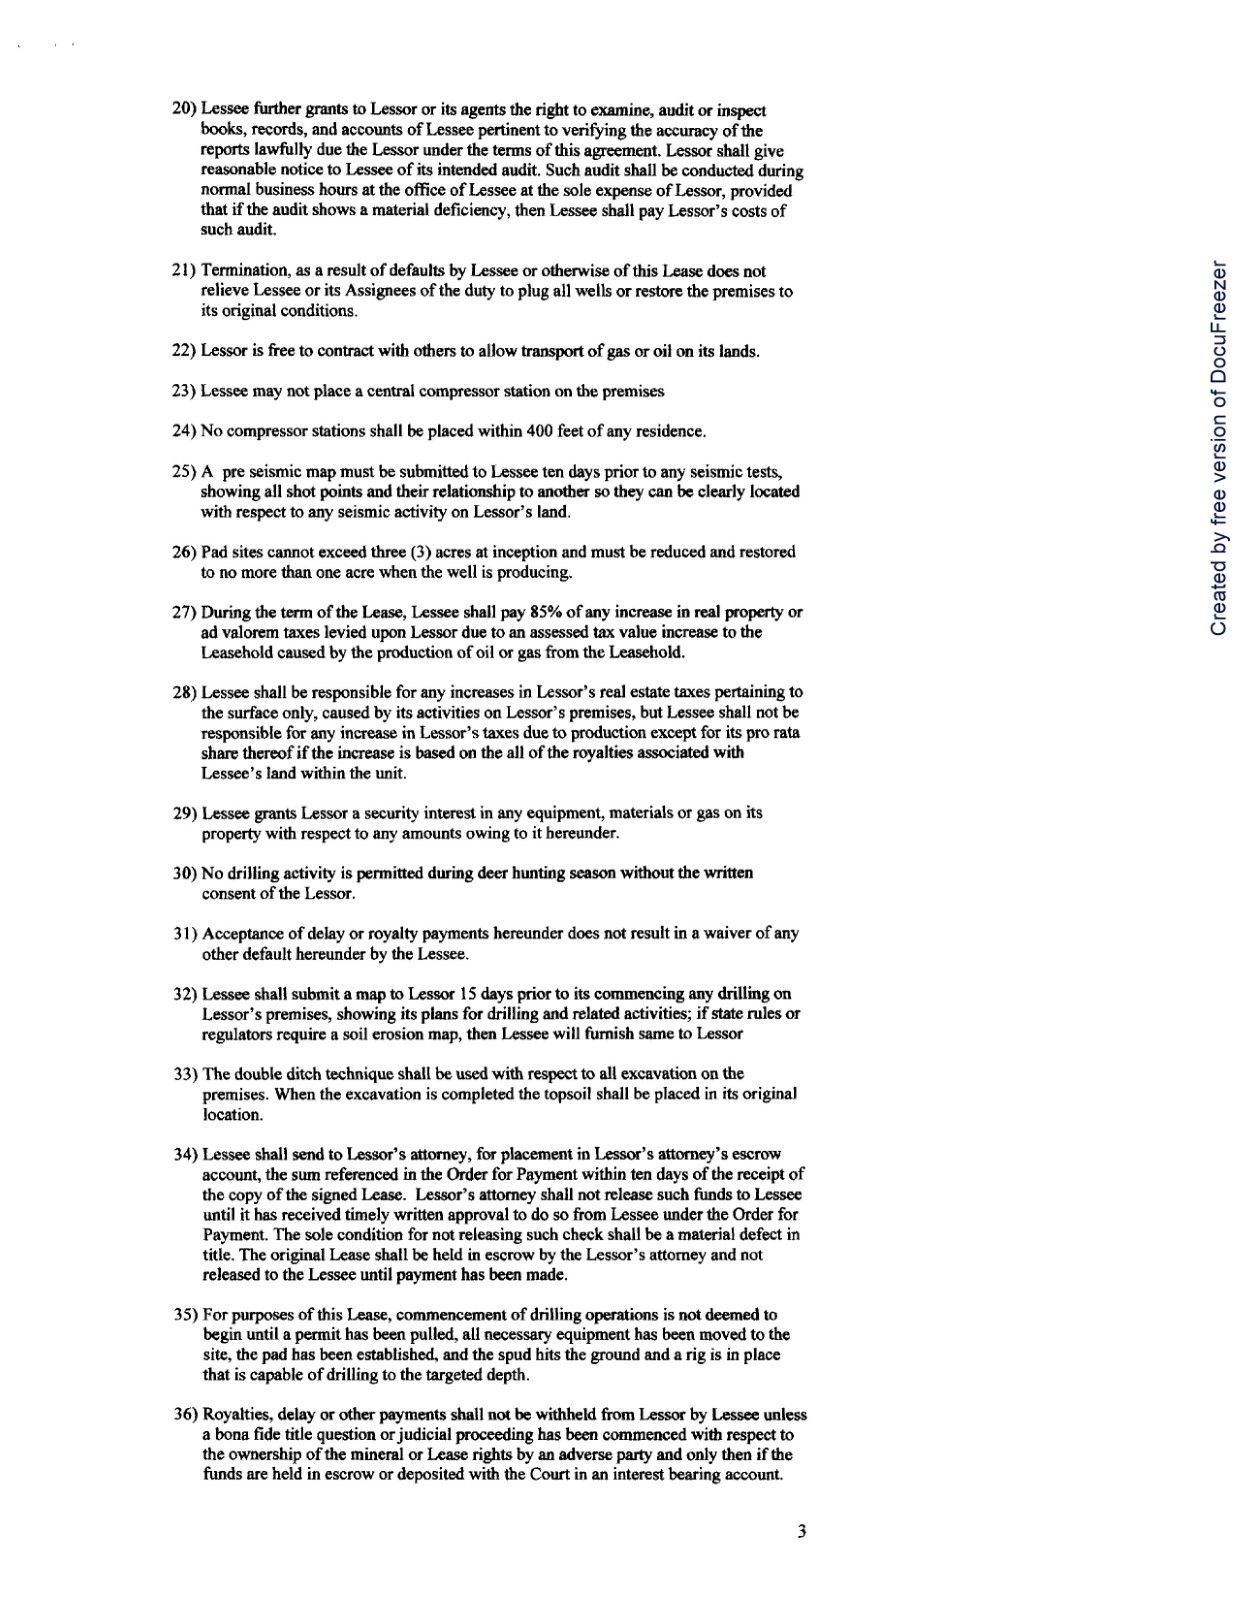 20) Lessee further grants to Lessor or its agents the right to examine, audit or inspect
books, records, and accounts of Lessee pertinent to verifying the accuracy of the
reports lawfully due the Lessor under the terms of this agreement. Lessor shall give
reasonable notice to Lessee of its intended audit. Such audit shall be conducted during
normal business hours at the office of Lessee at the sole expense of Lessor, provided
that if the audit shows a material deficiency, then Lessee shall pay Lessor's costs of
such audit.
21) Termination, as a result of defaults by Lessee or otherwise of this Lease does not
relieve Lessee or its Assignees of the duty to plug all wells or restore the premises to
its original conditions.
22) Lessor is free to contract with others to allow transport of gas or oil on its lands.
23) Lessee may not place a central compressor station on the premises
24) No compressor stations shall be placed within 400 feet of any residence.
25) A pre seismic map must be submitted to Lessee ten days prior to any seismic tests,
showing all shot points and their relationship to another so they can be clearly located
with respect to any seismic activity on Lessor's land.
26) Pad sites cannot exceed three (3) acres at inception and must be reduced and restored
to no more than one acre when the well is producing.
27) During the term of the Lease, Lessee shall pay 85% of any increase in real property or
ad valorem taxes levied upon Lessor due to an assessed tax value increase to the
Leasehold caused by the production of oil or gas from the Leasehold.
28) Lessee shall be responsible for any increases in Lessor's real estate taxes pertaining to
the surface only, caused by its activities on Lessor's premises, but Lessee shall not be
responsible for any increase in Lessor's taxes due to production except for its pro rata
share thereof if the increase is based on the all of the royalties associated with
Lessee's land within the unit.
29) Lessee grants Lessor a security interest in any equipment, materials or gas on its
property with respect to any amounts owing to it hereunder.
30) No drilling activity is permitted during deer hunting season without the written
consent of the Lessor.
31) Acceptance of delay or royalty payments hereunder does not result in a waiver of any
other default hereunder by the Lessee.
32) Lessee shall submit a map to Lessor 15 days prior to its commencing any drilling on
Lessor's premises, showing its plans for drilling and related activities; if state rules or
regulators require a soil erosion map, then Lessee will furnish same to Lessor
33) The double ditch technique shall be used with respect to all excavation on the
premises. When the excavation is completed the topsoil shall be placed in its original
location.
34) Lessee shall send to Lessor's attorney, for placement in Lessor's attorney's escrow
account, the sum referenced in the Order for Payment within ten days of the receipt of
the copy of the signed Lease. Lessor's attorney shall not release such funds to Lessee
until it has received timely written approval to do so from Lessee under the Order for
Payment. The sole condition for not releasing such check shall be a material defect in
title. The original Lease shall be held in escrow by the Lessor's attorney and not
released to the Lessee until payment has been made.
35) For purposes of this Lease, commencement of drilling operations is not deemed to
begin until a permit has been pulled, all necessary equipment has been moved to the
site, the pad has been established, and the spud hits the ground and a rig is in place
that is capable of drilling to the targeted depth.
36) Royalties, delay or other payments shall not be withheld from Lessor by Lessee unless
a bona fide title question or judicial proceeding has been commenced with respect to
the ownership of the mineral or Lease rights by an adverse party and only then if the
funds are held in escrow or deposited with the Court in an interest bearing account.
3
Created by free version of DocuFreezer